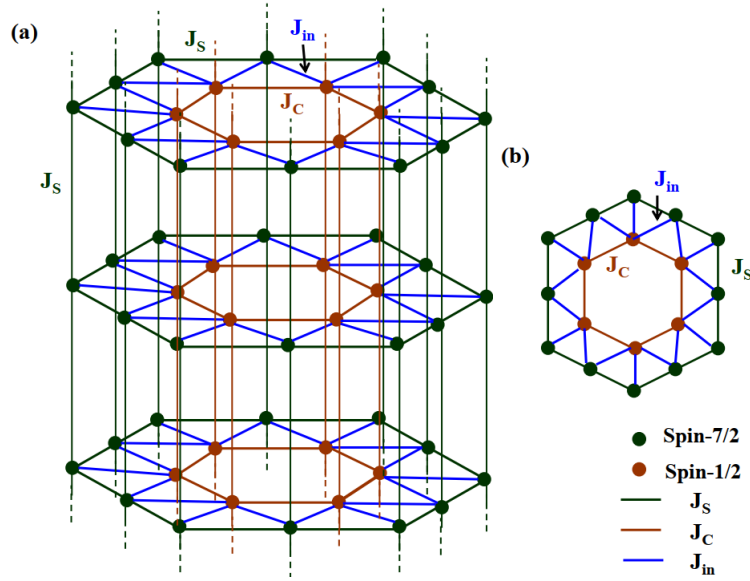 (a)
J_S
J_in
J_C
J_S
(b)
J_in
J_C
J_S
Spin-7/2
Spin-1/2
J_S
J_C
J_in